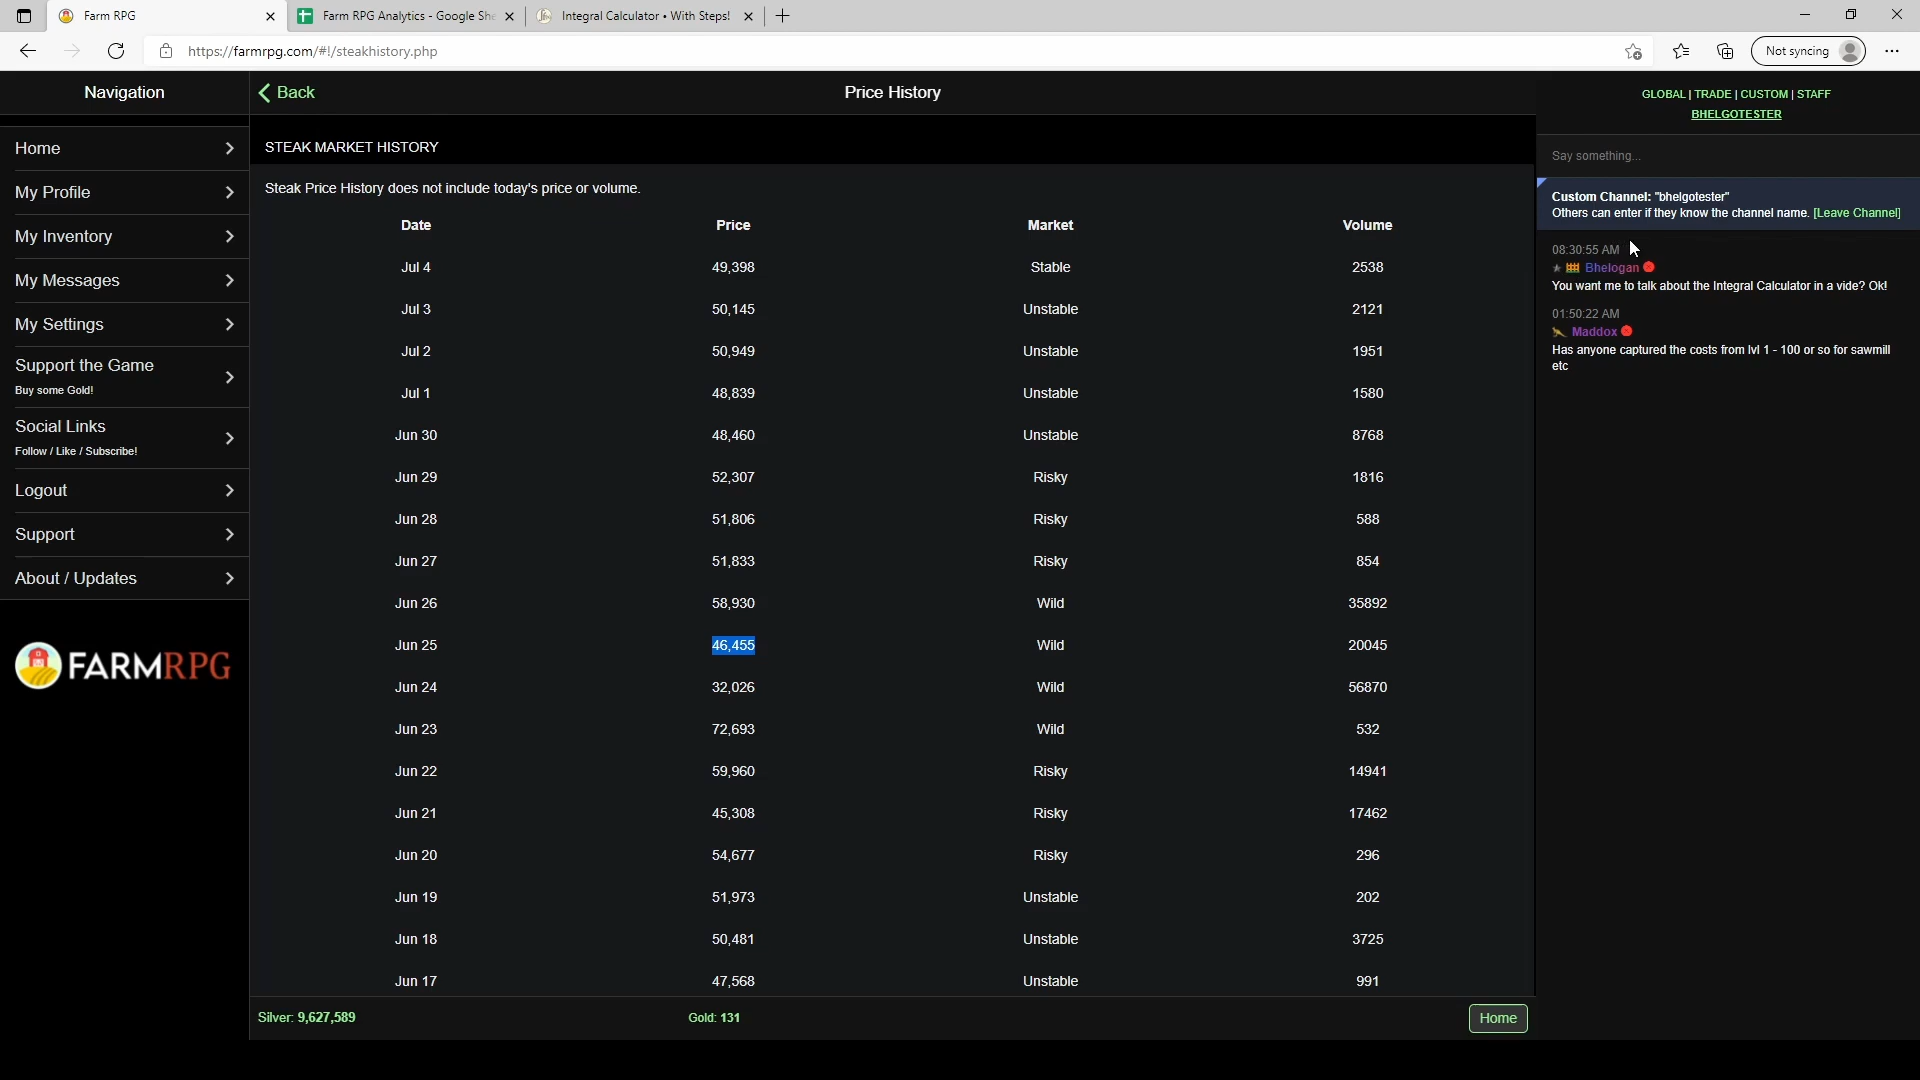 Farm RPG
Farm RPG Analytics - Google She
Integral Calculator • With Steps!
https://farmrpg.com/#!/steakhistory.php
Not syncing
Navigation
Home
My Profile
My Inventory
My Messages
My Settings
Support the Game
Buy some Gold!
Social Links
Follow / Like / Subscribe!
Logout
Support
About / Updates
FARMRPG
Back
Price History
STEAK MARKET HISTORY
Steak Price History does not include today's price or volume.
Date Price Market Volume
Jul 4 49,398 Stable 2538
Jul 3 50,145 Unstable 2121
Jul 2 50,949 Unstable 1951
Jul 1 48,839 Unstable 1580
Jun 30 48,460 Unstable 8768
Jun 29 52,307 Risky 1816
Jun 28 51,806 Risky 588
Jun 27 51,833 Risky 854
Jun 26 58,930 Wild 35892
Jun 25 46,455 Wild 20045
Jun 24 32,026 Wild 56870
Jun 23 72,693 Wild 532
Jun 22 59,960 Risky 14941
Jun 21 45,308 Risky 17462
Jun 20 54,677 Risky 296
Jun 19 51,973 Unstable 202
Jun 18 50,481 Unstable 3725
Jun 17 47,568 Unstable 991
Silver: 9,627,589
Gold: 131
Home
GLOBAL | TRADE | CUSTOM | STAFF
BHELGOTESTER
Say something...
Custom Channel: "bhelgotester"
Others can enter if they know the channel name. [Leave Channel]
08:30:55 AM
Bhelogan
You want me to talk about the Integral Calculator in a vide? Ok!
01:50:22 AM
Maddox
Has anyone captured the costs from lvl 1 - 100 or so for sawmill
etc